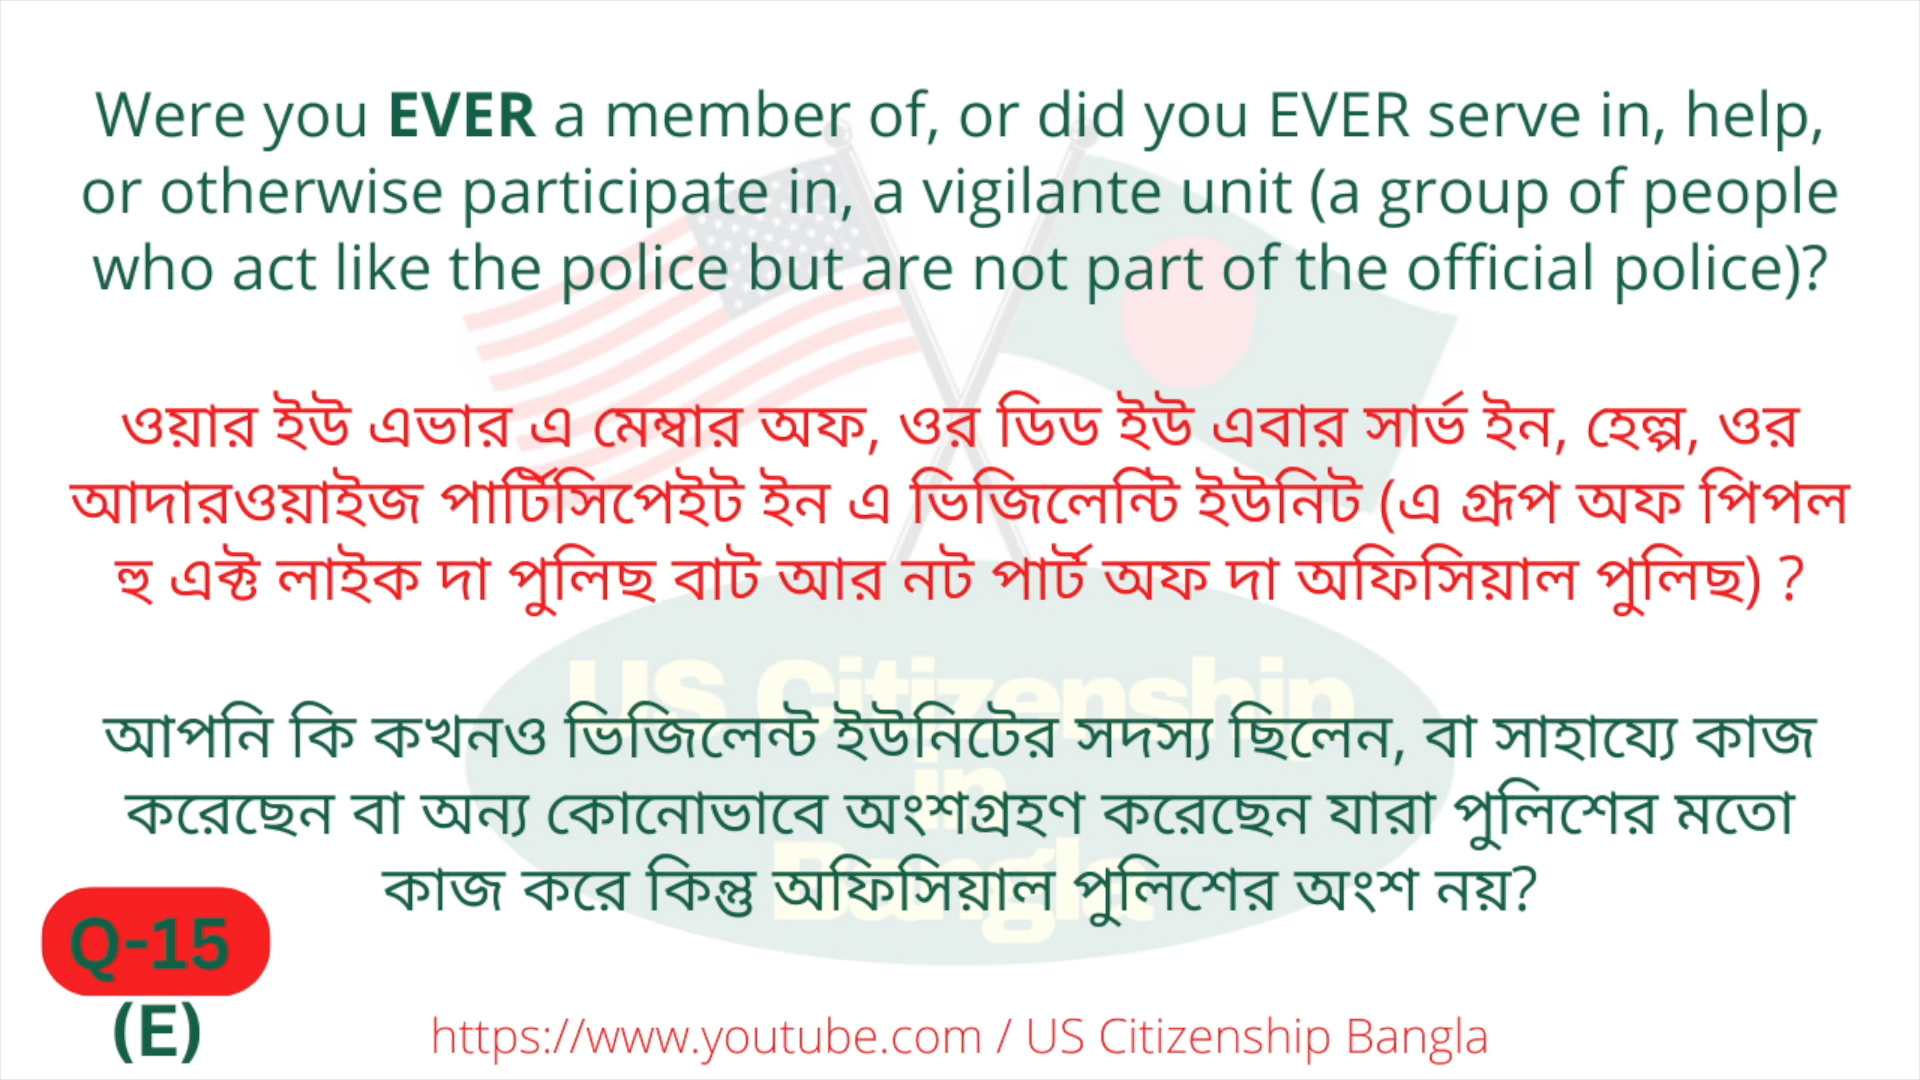 Were you EVER a member of, or did you EVER serve in, help,
or otherwise participate in, a vigilante unit (a group of people
who act like the police but are not part of the official police)?
ওয়ার ইউ এভার এ মেম্বার অফ, ওর ডিড ইউ এবার সার্ভ ইন, হেল্প, ওর
আদারওয়াইজ পার্টিসিপেইট ইন এ ভিজিলেন্টি ইউনিট (এ গ্রূপ অফ পিপল
হু এক্ট লাইক দা পুলিছ বাট আর নট পার্ট অফ দা অফিসিয়াল পুলিছ) ?
US Citizenship
in
Bangla
আপনি কি কখনও ভিজিলেন্ট ইউনিটের সদস্য ছিলেন, বা সাহায্যে কাজ
করেছেন বা অন্য কোনোভাবে অংশগ্রহণ করেছেন যারা পুলিশের মতো
কাজ করে কিন্তু অফিসিয়াল পুলিশের অংশ নয়?
Q-15
(E)
https://www.youtube.com / US Citizenship Bangla